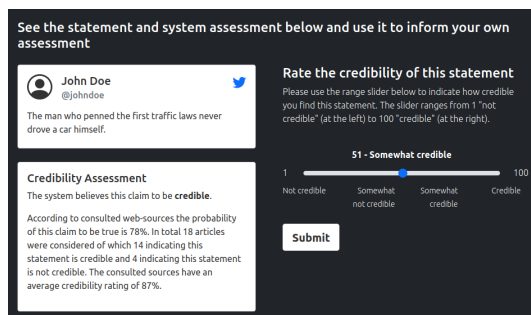 See the statement and system assessment below and use it to inform your own
assessment
John Doe
@johndoe
The man who penned the first traffic laws never
drove a car himself.
Credibility Assessment
The system believes this claim to be credible.
According to consulted web-sources the probability
of this claim to be true is 78%. In total 18 articles
were considered of which 14 indicating this
statement is credible and 4 indicating this statement
is not credible. The consulted sources have an
average credibility rating of 87%.
Rate the credibility of this statement
Please use the range slider below to indicate how credible
you find this statement. The slider ranges from 1 "not
credible" (at the left) to 100 "credible" (at the right).
51 - Somewhat credible
1 100
Not credible Somewhat Somewhat Credible
not credible credible
Submit